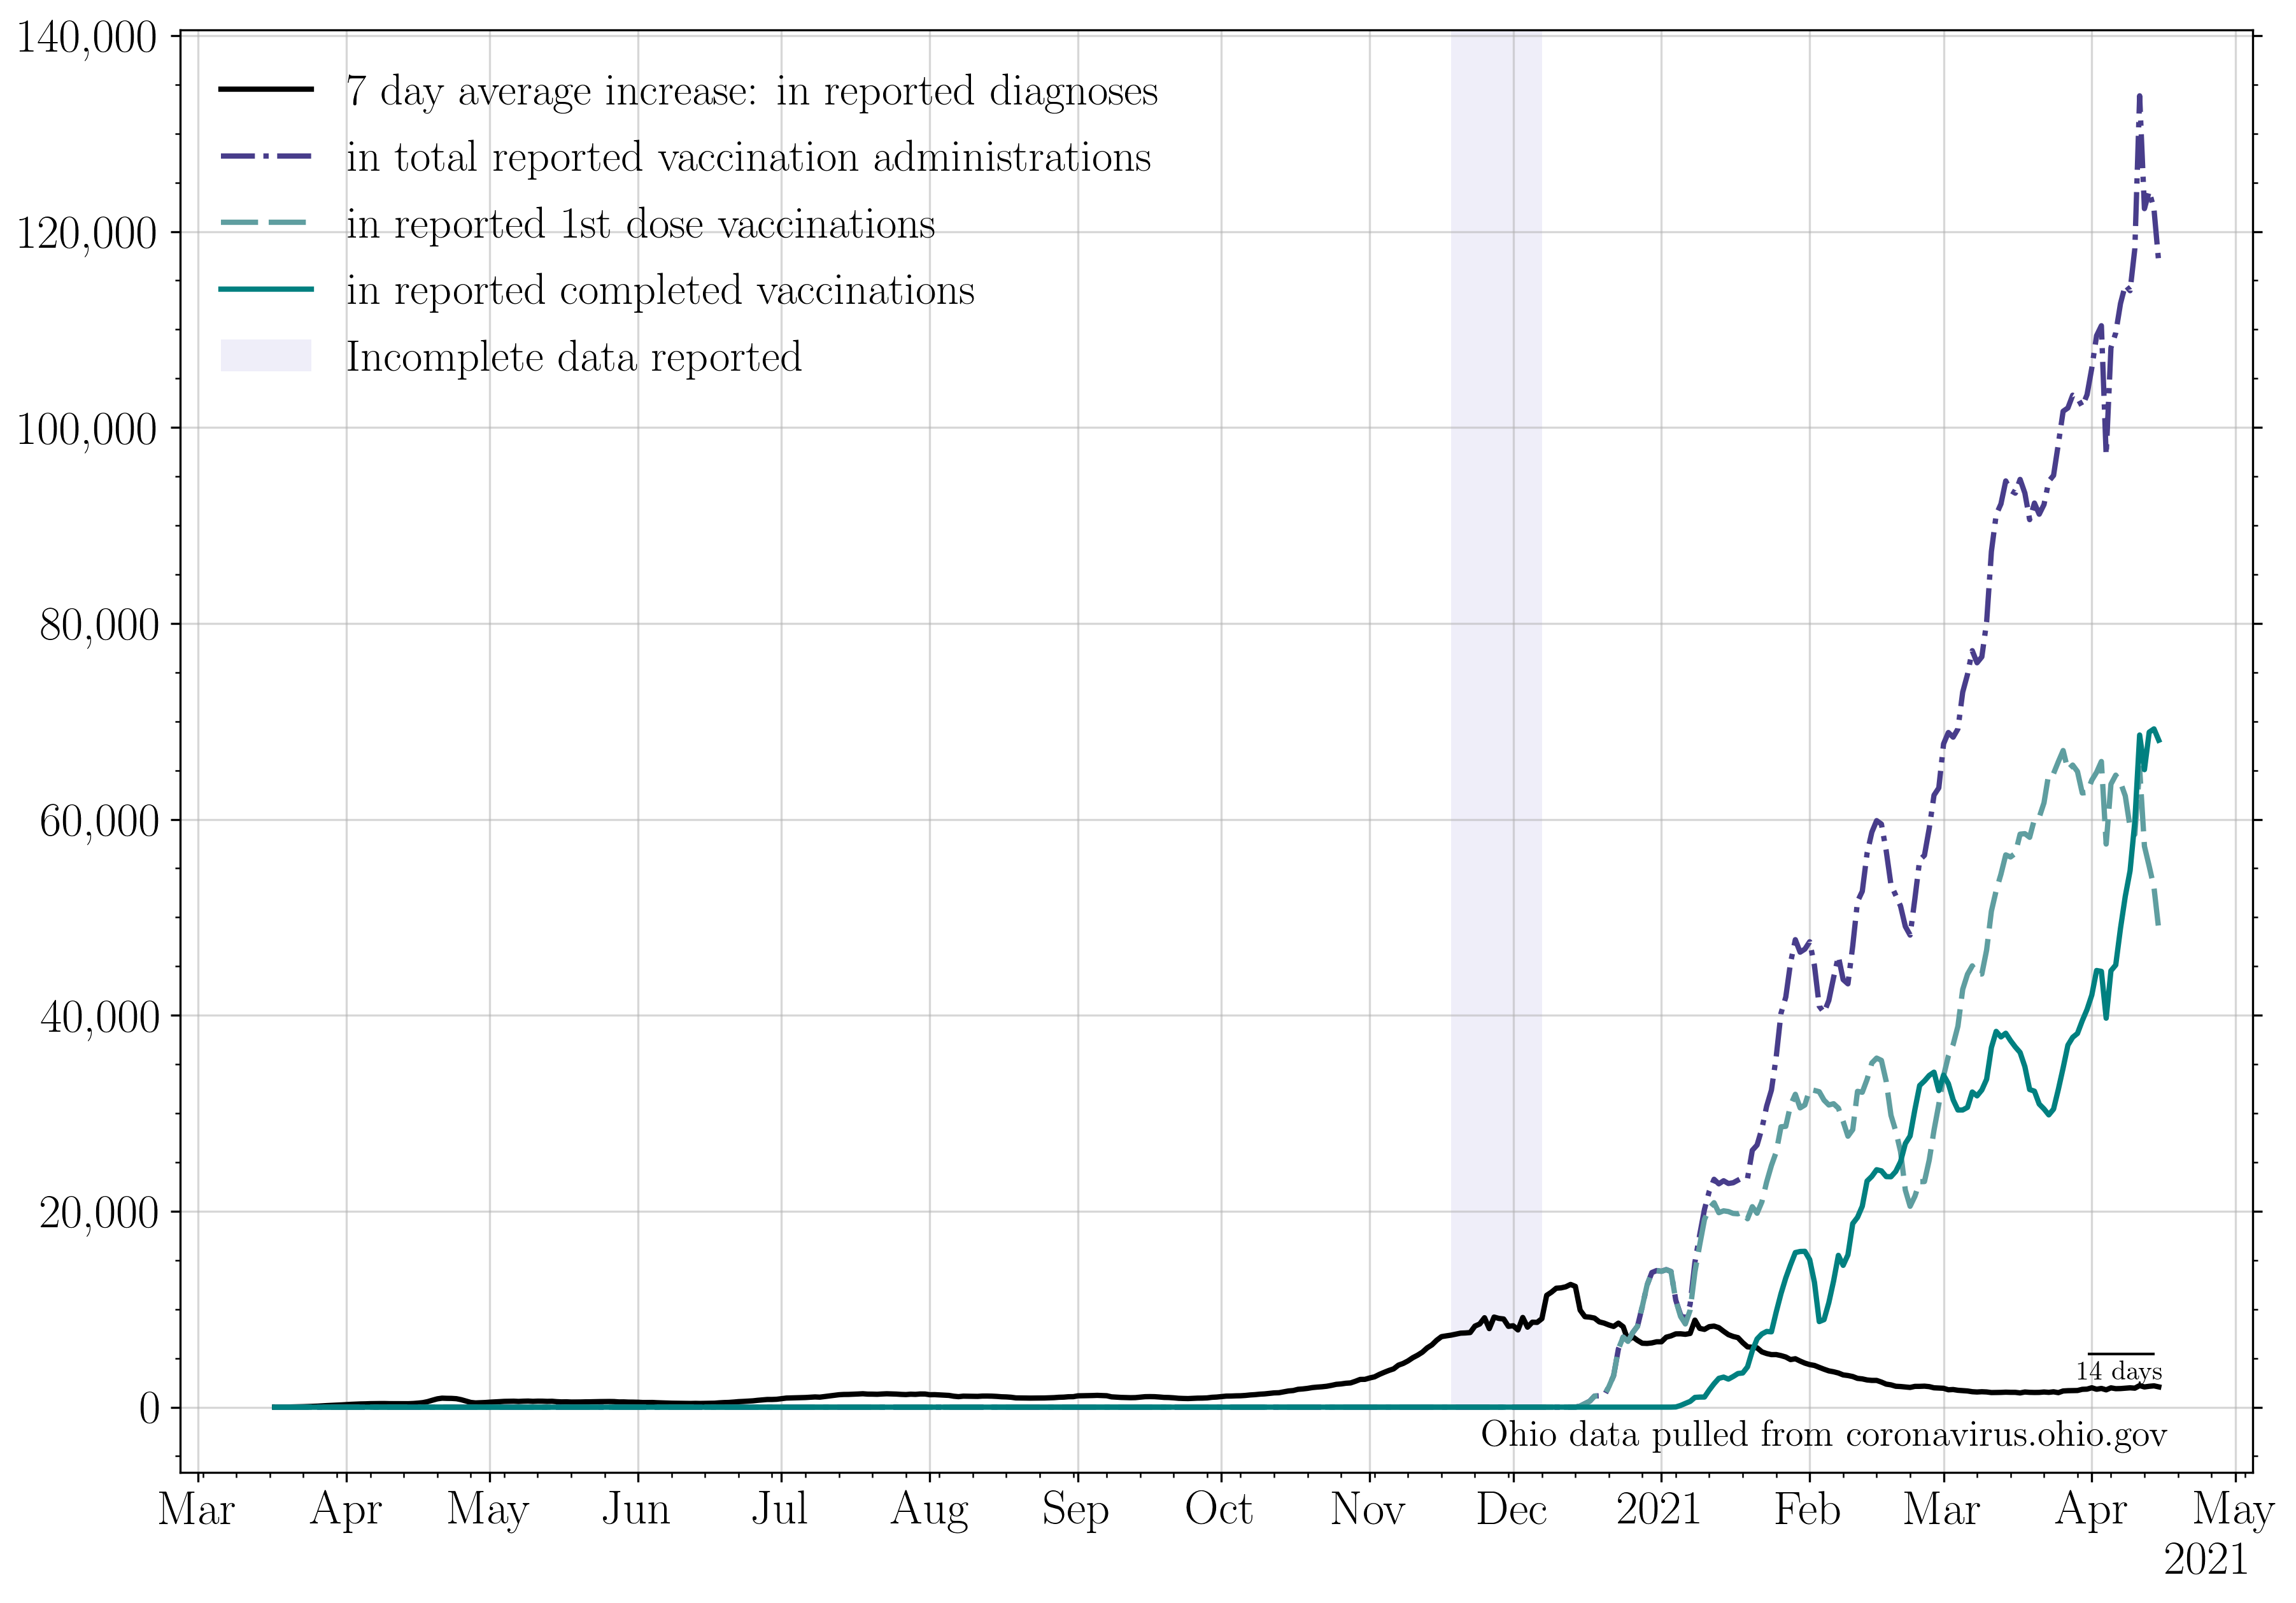 140,000
120,000
100,000
80,000
60,000
40,000
20,000
0
7 day average increase: in reported diagnoses
in total reported vaccination administrations
in reported 1st dose vaccinations
in reported completed vaccinations
Incomplete data reported
14 days
Ohio data pulled from coronavirus.ohio.gov
Mar Apr May Jun Jul Aug Sep Oct Nov Dec 2021 Feb Mar Apr May
2021